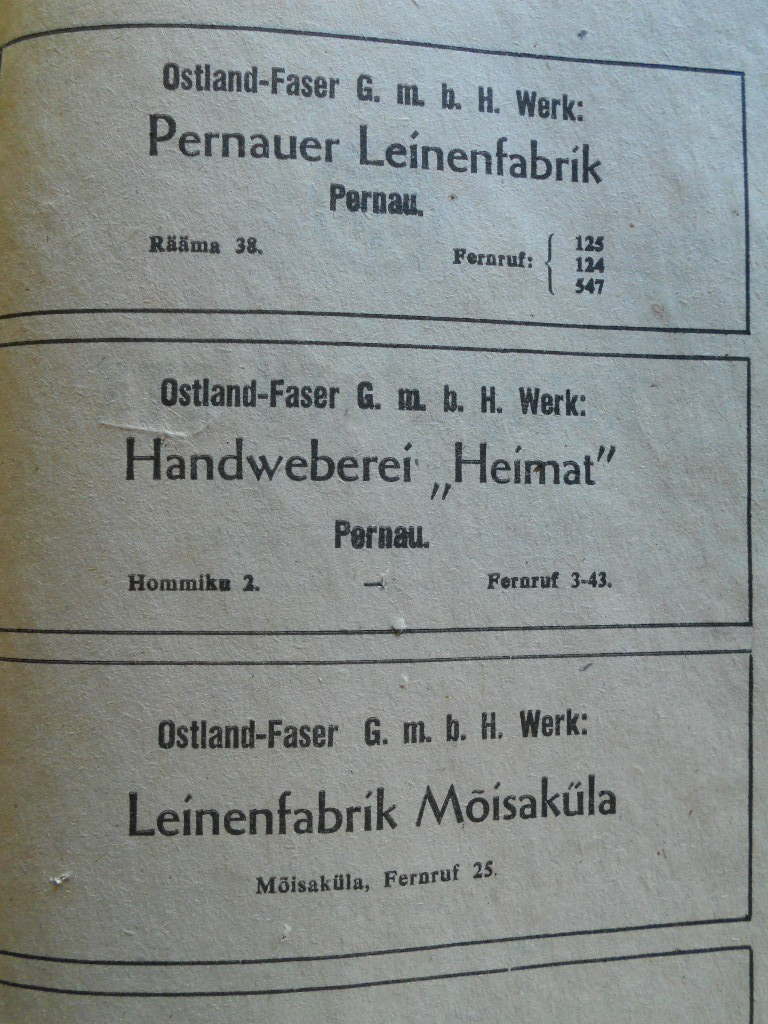 Ostland-Faser G. m. b. H. Werk:
Pernauer Leinenfabrik
Pernau.
Rääma 38. Fernruf: { 125
124
547
Ostland-Faser G. m. b. H. Werk:
Handweberei „Heimat”
Pernau.
Hommiku 2. — Fernruf 3-43.
Ostland-Faser G. m. b. H. Werk:
Leinenfabrik Mõisaküla
Mõisaküla, Fernruf 25.